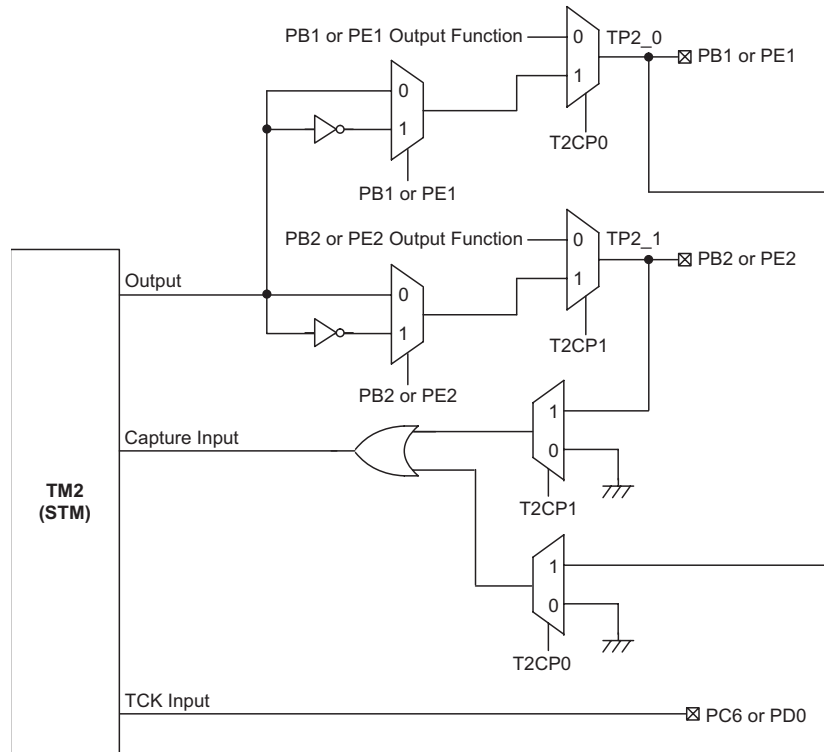 PB1 or PE1 Output Function
0
TP2_0
PB1 or PE1
1
0
1
T2CP0
PB1 or PE1
PB2 or PE2 Output Function
0
TP2_1
PB2 or PE2
1
Output
0
1
T2CP1
PB2 or PE2
1
Capture Input
0
TM2
(STM)
T2CP1
1
0
T2CP0
TCK Input
PC6 or PD0